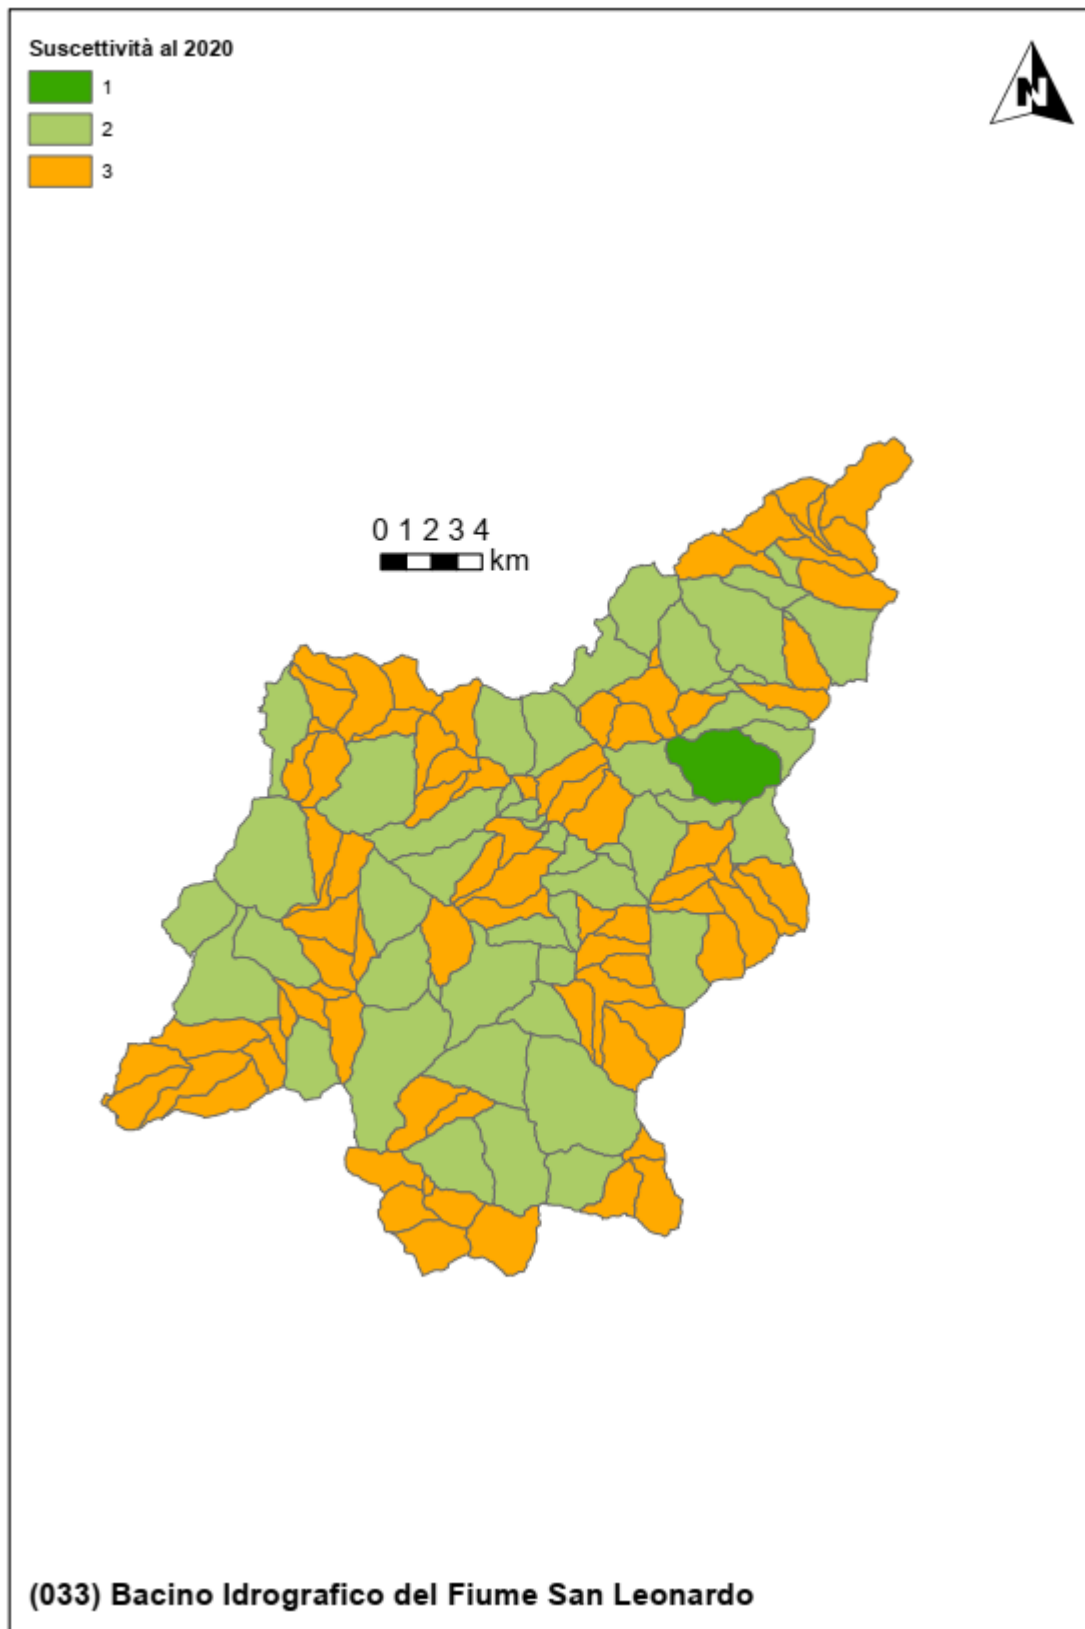 Suscettività al 2020
1
2
3
N
0 1 2 3 4
km
(033) Bacino Idrografico del Fiume San Leonardo